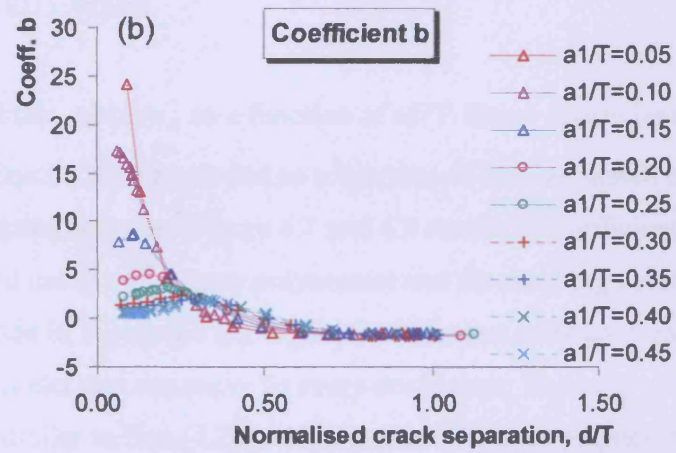 (b)
Coefficient b
Coeff. b
30
25
20
15
10
5
0
-5
0.00
0.50
1.00
1.50
Normalised crack separation, d/T
a1/T=0.05
a1/T=0.10
a1/T=0.15
a1/T=0.20
a1/T=0.25
a1/T=0.30
a1/T=0.35
a1/T=0.40
a1/T=0.45